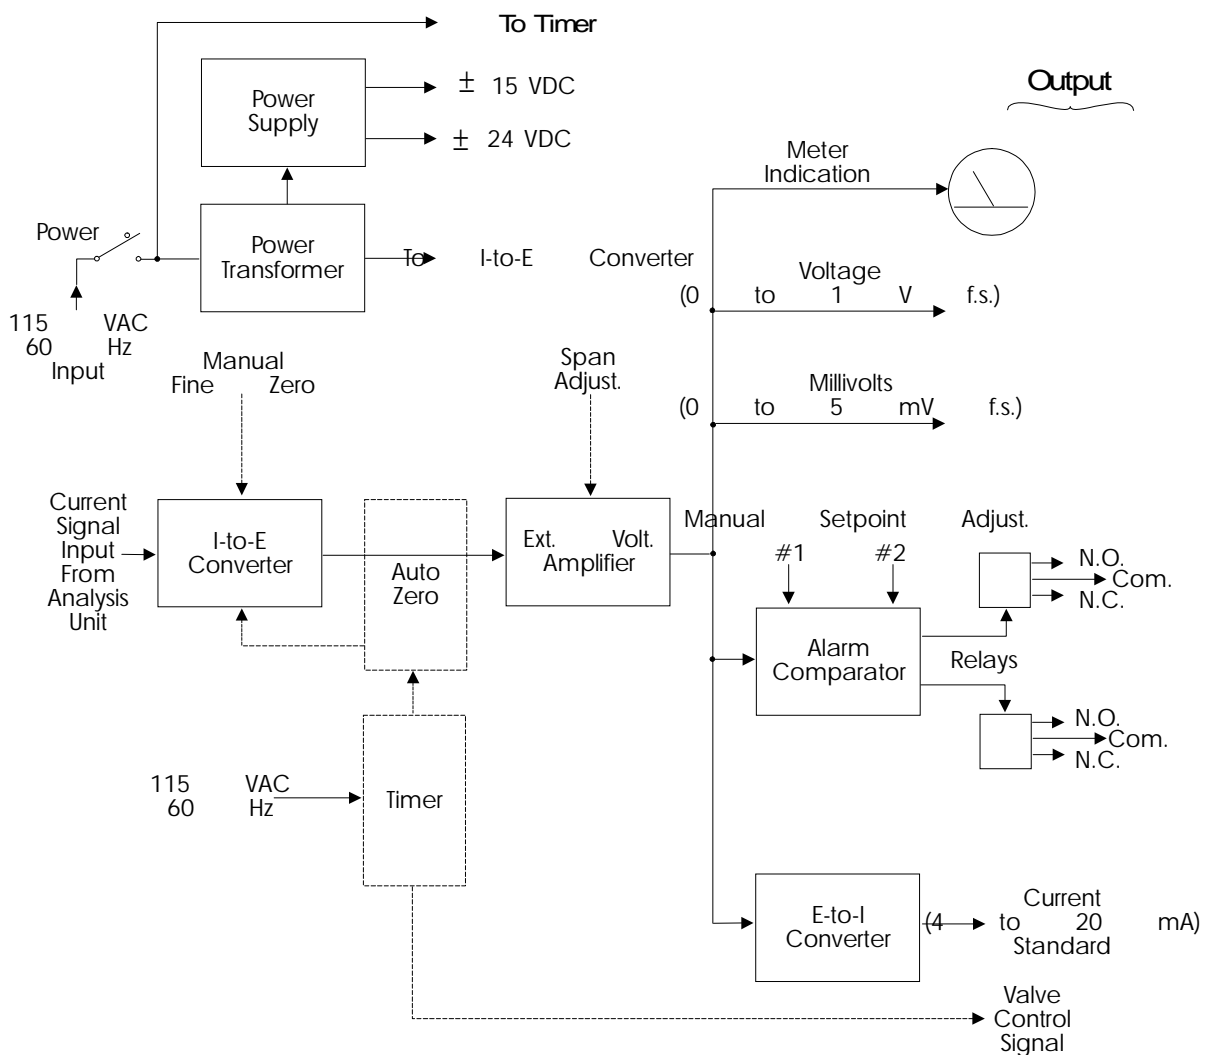 To Timer
Power
Supply
± 15 VDC
± 24 VDC
Output
Meter
Indication
Power
Power
Transformer
To I-to-E Converter
Voltage
(0 to 1 V f.s.)
115 VAC
60 Hz
Input
Manual
Fine Zero
Span
Adjust.
Millivolts
(0 to 5 mV f.s.)
Current
Signal
Input
From
Analysis
Unit
I-to-E
Converter
Auto
Zero
Ext. Volt.
Amplifier
Manual Setpoint Adjust.
#1 #2
N.O.
Com.
N.C.
Alarm
Comparator
Relays
N.O.
Com.
N.C.
115 VAC
60 Hz
Timer
E-to-I
Converter
Current
(4 to 20 mA)
Standard
Valve
Control
Signal